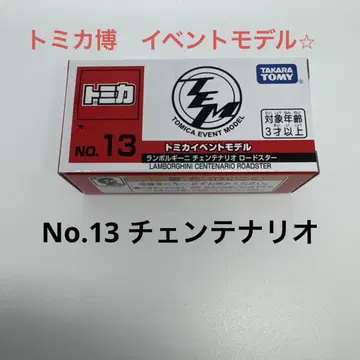 トミカ博　イベントモデル☆
トミカ
NO. 13
TEM
TOMICA EVENT MODEL
TAKARA TOMY
対象年齢
3才以上
トミカイベントモデル
ランボルギーニ チェンテナリオ ロードスター
LAMBORGHINI CENTENARIO ROADSTER
No.13 チェンテナリオ